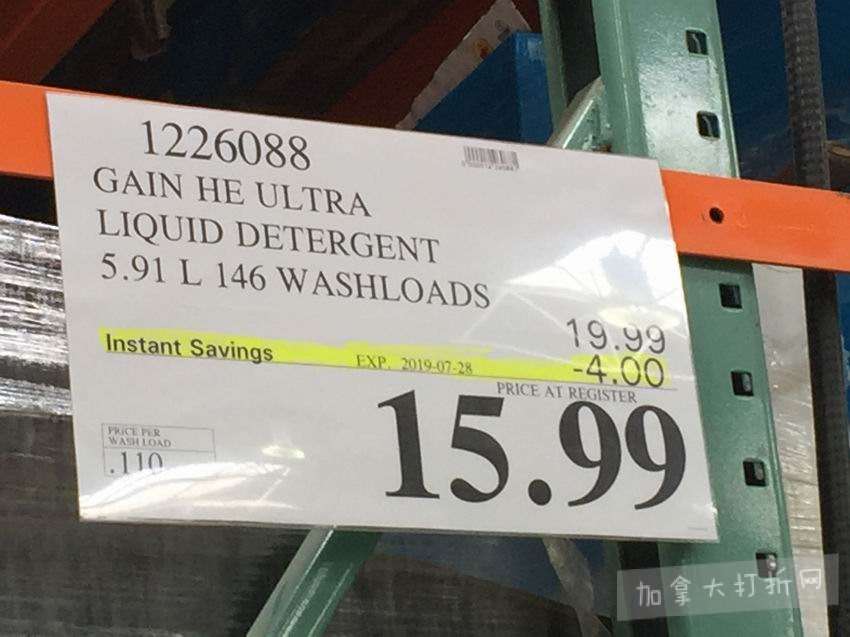 1226088
GAIN HE ULTRA
LIQUID DETERGENT
5.91 L 146 WASHLOADS
19.99
Instant Savings EXP. 2019-07-28 -4.00
PRICE AT REGISTER
15.99
PRICE PER
WASH LOAD
.110
加拿大打折网